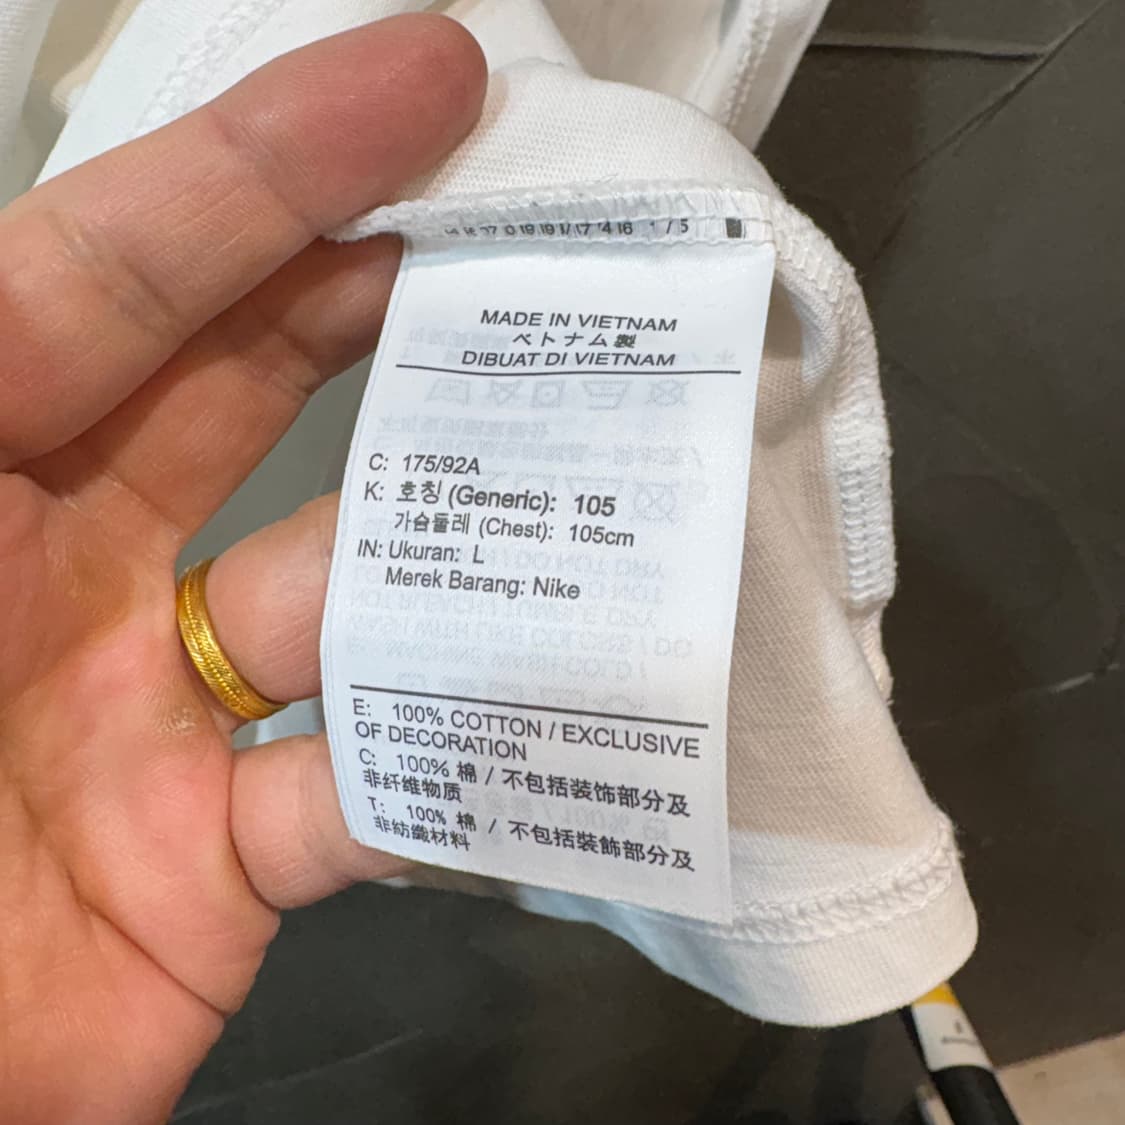 MADE IN VIETNAM
ベトナム製
DIBUAT DI VIETNAM
C: 175/92A
K: 호칭 (Generic): 105
가슴둘레 (Chest): 105cm
IN: Ukuran: L
Merek Barang: Nike
E: 100% COTTON / EXCLUSIVE
OF DECORATION
C: 100% 棉 / 不包括装饰部分及
非纤维物质
T: 100% 棉 / 不包括裝飾部分及
非紡織材料